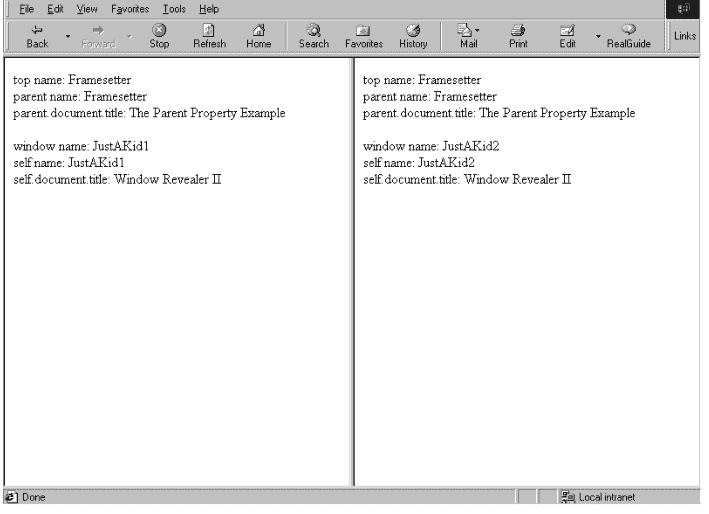 File Edit View Favorites Tools Help
Back Forward Stop Refresh Home Search Favorites History Mail Print Edit RealGuide Links
top name: Framesetter
parent name: Framesetter
parent.document.title: The Parent Property Example
window name: JustAKid1
self.name: JustAKid1
self.document.title: Window Revealer II
top name: Framesetter
parent name: Framesetter
parent.document.title: The Parent Property Example
window name: JustAKid2
self.name: JustAKid2
self.document.title: Window Revealer II
Done Local intranet